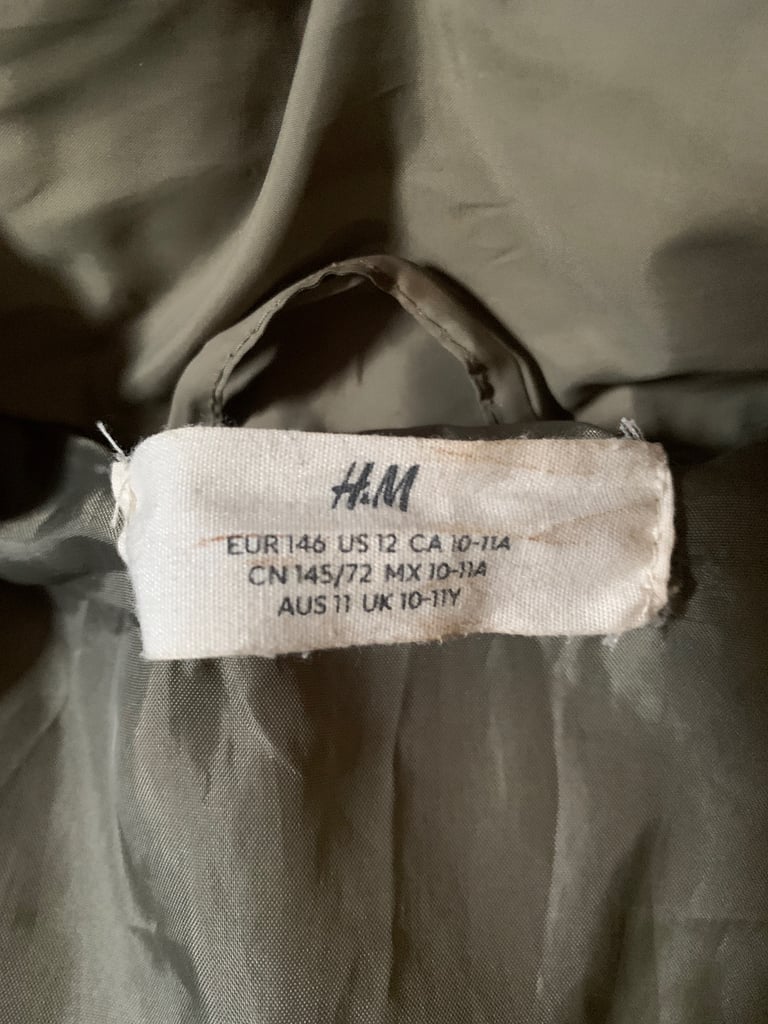 H&M
EUR 146 US 12 CA 10-11A
CN 145/72 MX 10-11A
AUS 11 UK 10-11Y